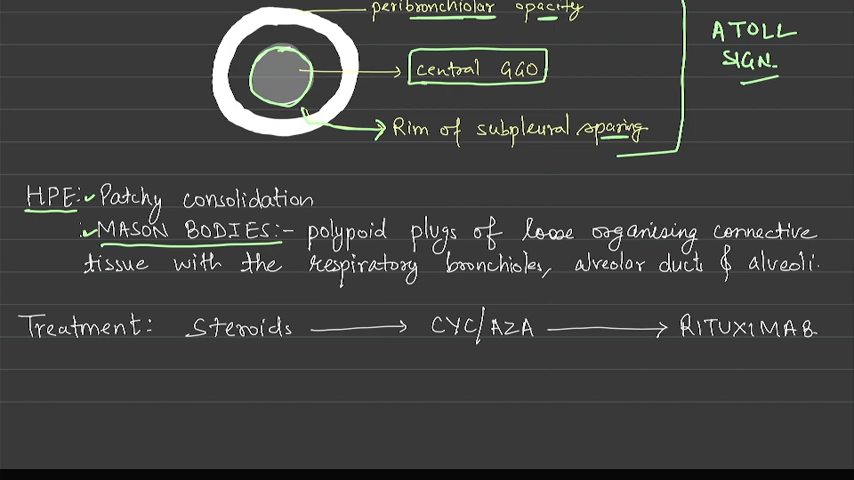 peribronchiolar opacity
ATOLL
SIGN
central GGO
Rim of subpleural sparing
HPE: Patchy consolidation
: MASON BODIES:- polypoid plugs of loose organising connective
tissue with the respiratory bronchioles, alveolar ducts & alveoli.
Treatment: Steroids → CYC/AZA → RITUXIMAB